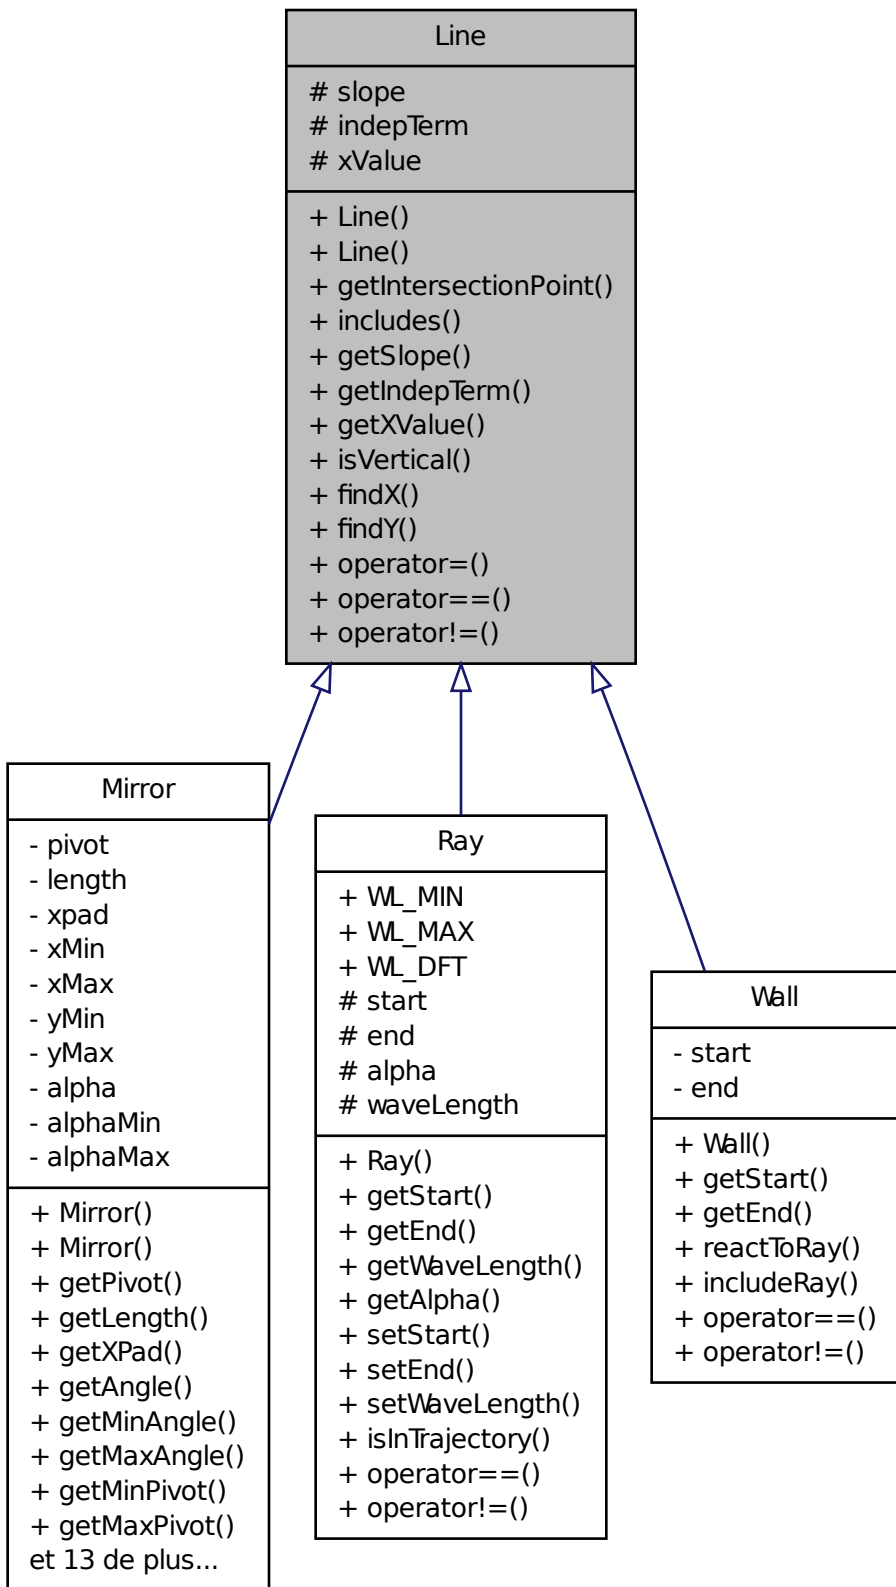 Line
# slope
# indepTerm
# xValue
+ Line()
+ Line()
+ getIntersectionPoint()
+ includes()
+ getSlope()
+ getIndepTerm()
+ getXValue()
+ isVertical()
+ findX()
+ findY()
+ operator=()
+ operator==()
+ operator!=()
Mirror
- pivot
- length
- xpad
- xMin
- xMax
- yMin
- yMax
- alpha
- alphaMin
- alphaMax
+ Mirror()
+ Mirror()
+ getPivot()
+ getLength()
+ getXPad()
+ getAngle()
+ getMinAngle()
+ getMaxAngle()
+ getMinPivot()
+ getMaxPivot()
et 13 de plus...
Ray
+ WL_MIN
+ WL_MAX
+ WL_DFT
# start
# end
# alpha
# waveLength
+ Ray()
+ getStart()
+ getEnd()
+ getWaveLength()
+ getAlpha()
+ setStart()
+ setEnd()
+ setWaveLength()
+ isInTrajectory()
+ operator==()
+ operator!=()
Wall
- start
- end
+ Wall()
+ getStart()
+ getEnd()
+ reactToRay()
+ includeRay()
+ operator==()
+ operator!=()